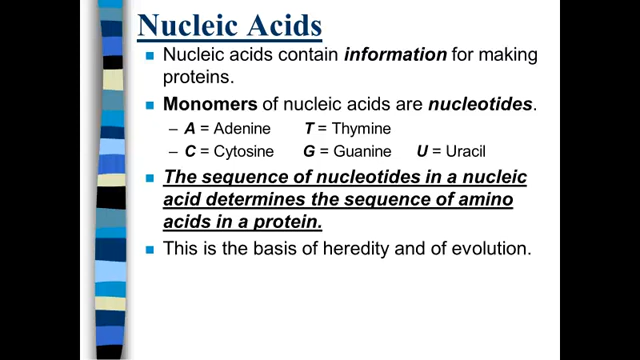 Nucleic Acids
■ Nucleic acids contain information for making
proteins.
■ Monomers of nucleic acids are nucleotides.
– A = Adenine T = Thymine
– C = Cytosine G = Guanine U = Uracil
■ The sequence of nucleotides in a nucleic
acid determines the sequence of amino
acids in a protein.
■ This is the basis of heredity and of evolution.